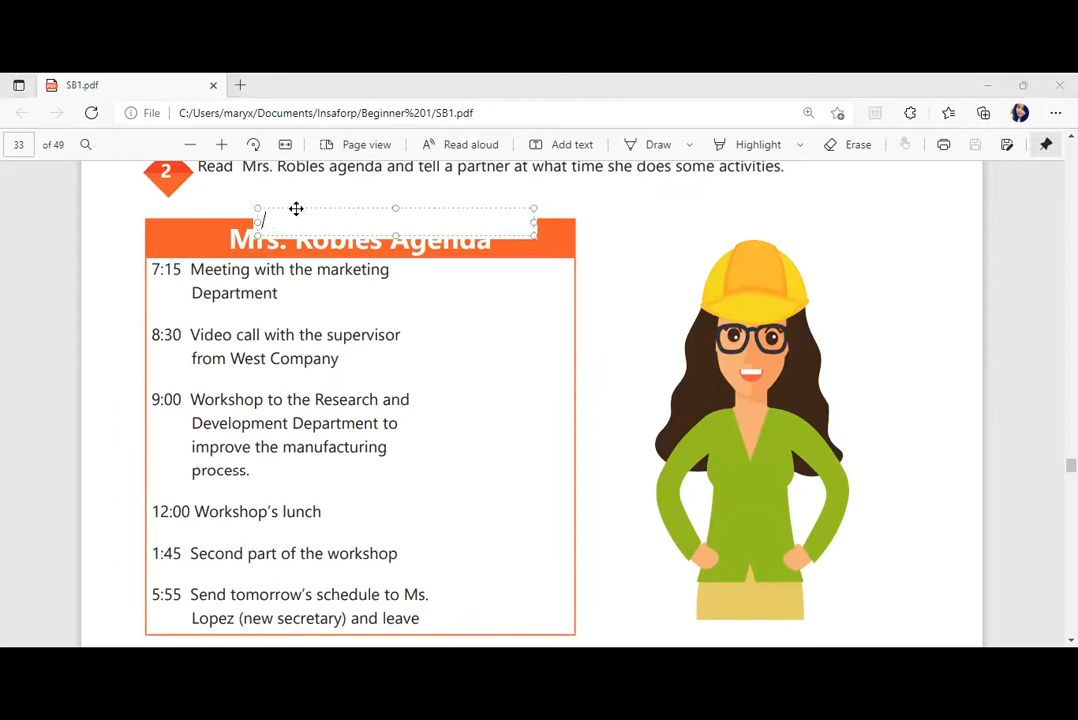 SB1.pdf
File C:/Users/maryx/Documents/Insaforp/Beginner%201/SB1.pdf
33 of 49 Page view Read aloud Add text Draw Highlight Erase
2 Read Mrs. Robles agenda and tell a partner at what time she does some activities.
/
Mrs. Robles Agenda
7:15 Meeting with the marketing
Department
8:30 Video call with the supervisor
from West Company
9:00 Workshop to the Research and
Development Department to
improve the manufacturing
process.
12:00 Workshop's lunch
1:45 Second part of the workshop
5:55 Send tomorrow's schedule to Ms.
Lopez (new secretary) and leave